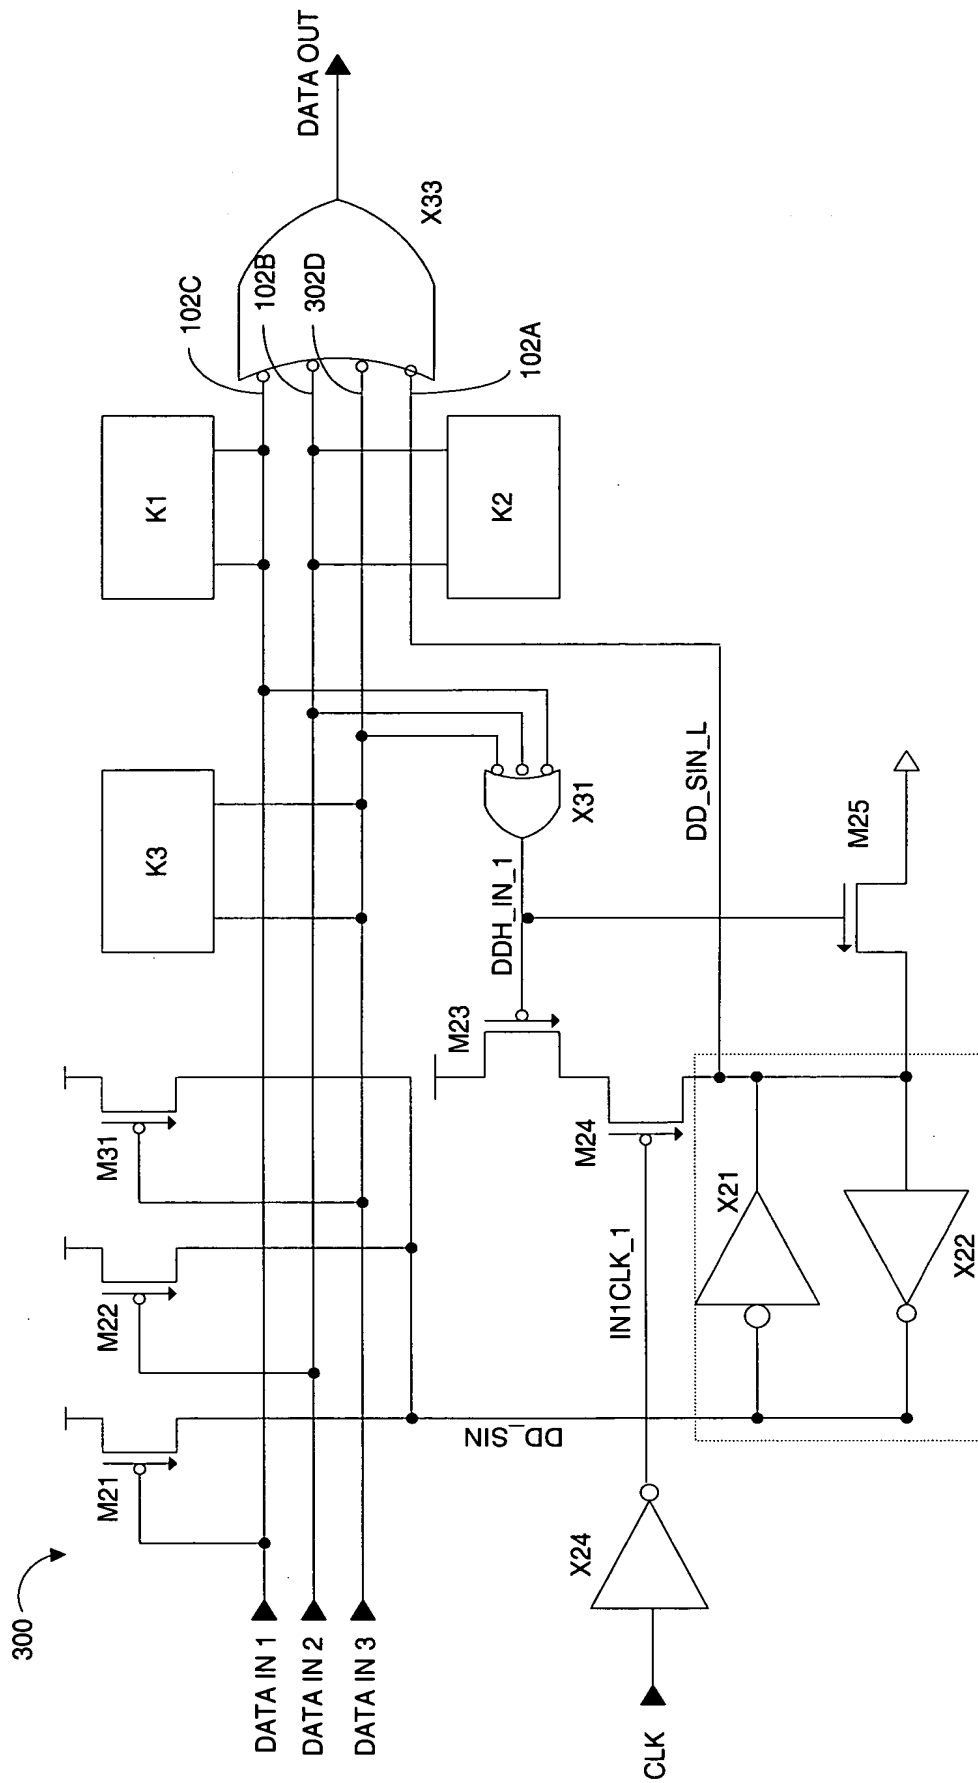 300
DATA IN 1
DATA IN 2
DATA IN 3
CLK
M21
M22
M31
K3
K1
K2
102C
102B
302D
102A
X33
DATA OUT
DD_SIN
X24
IN1CLK_1
M23
M24
DDH_IN_1
X31
DD_SIN_L
M25
X21
X22